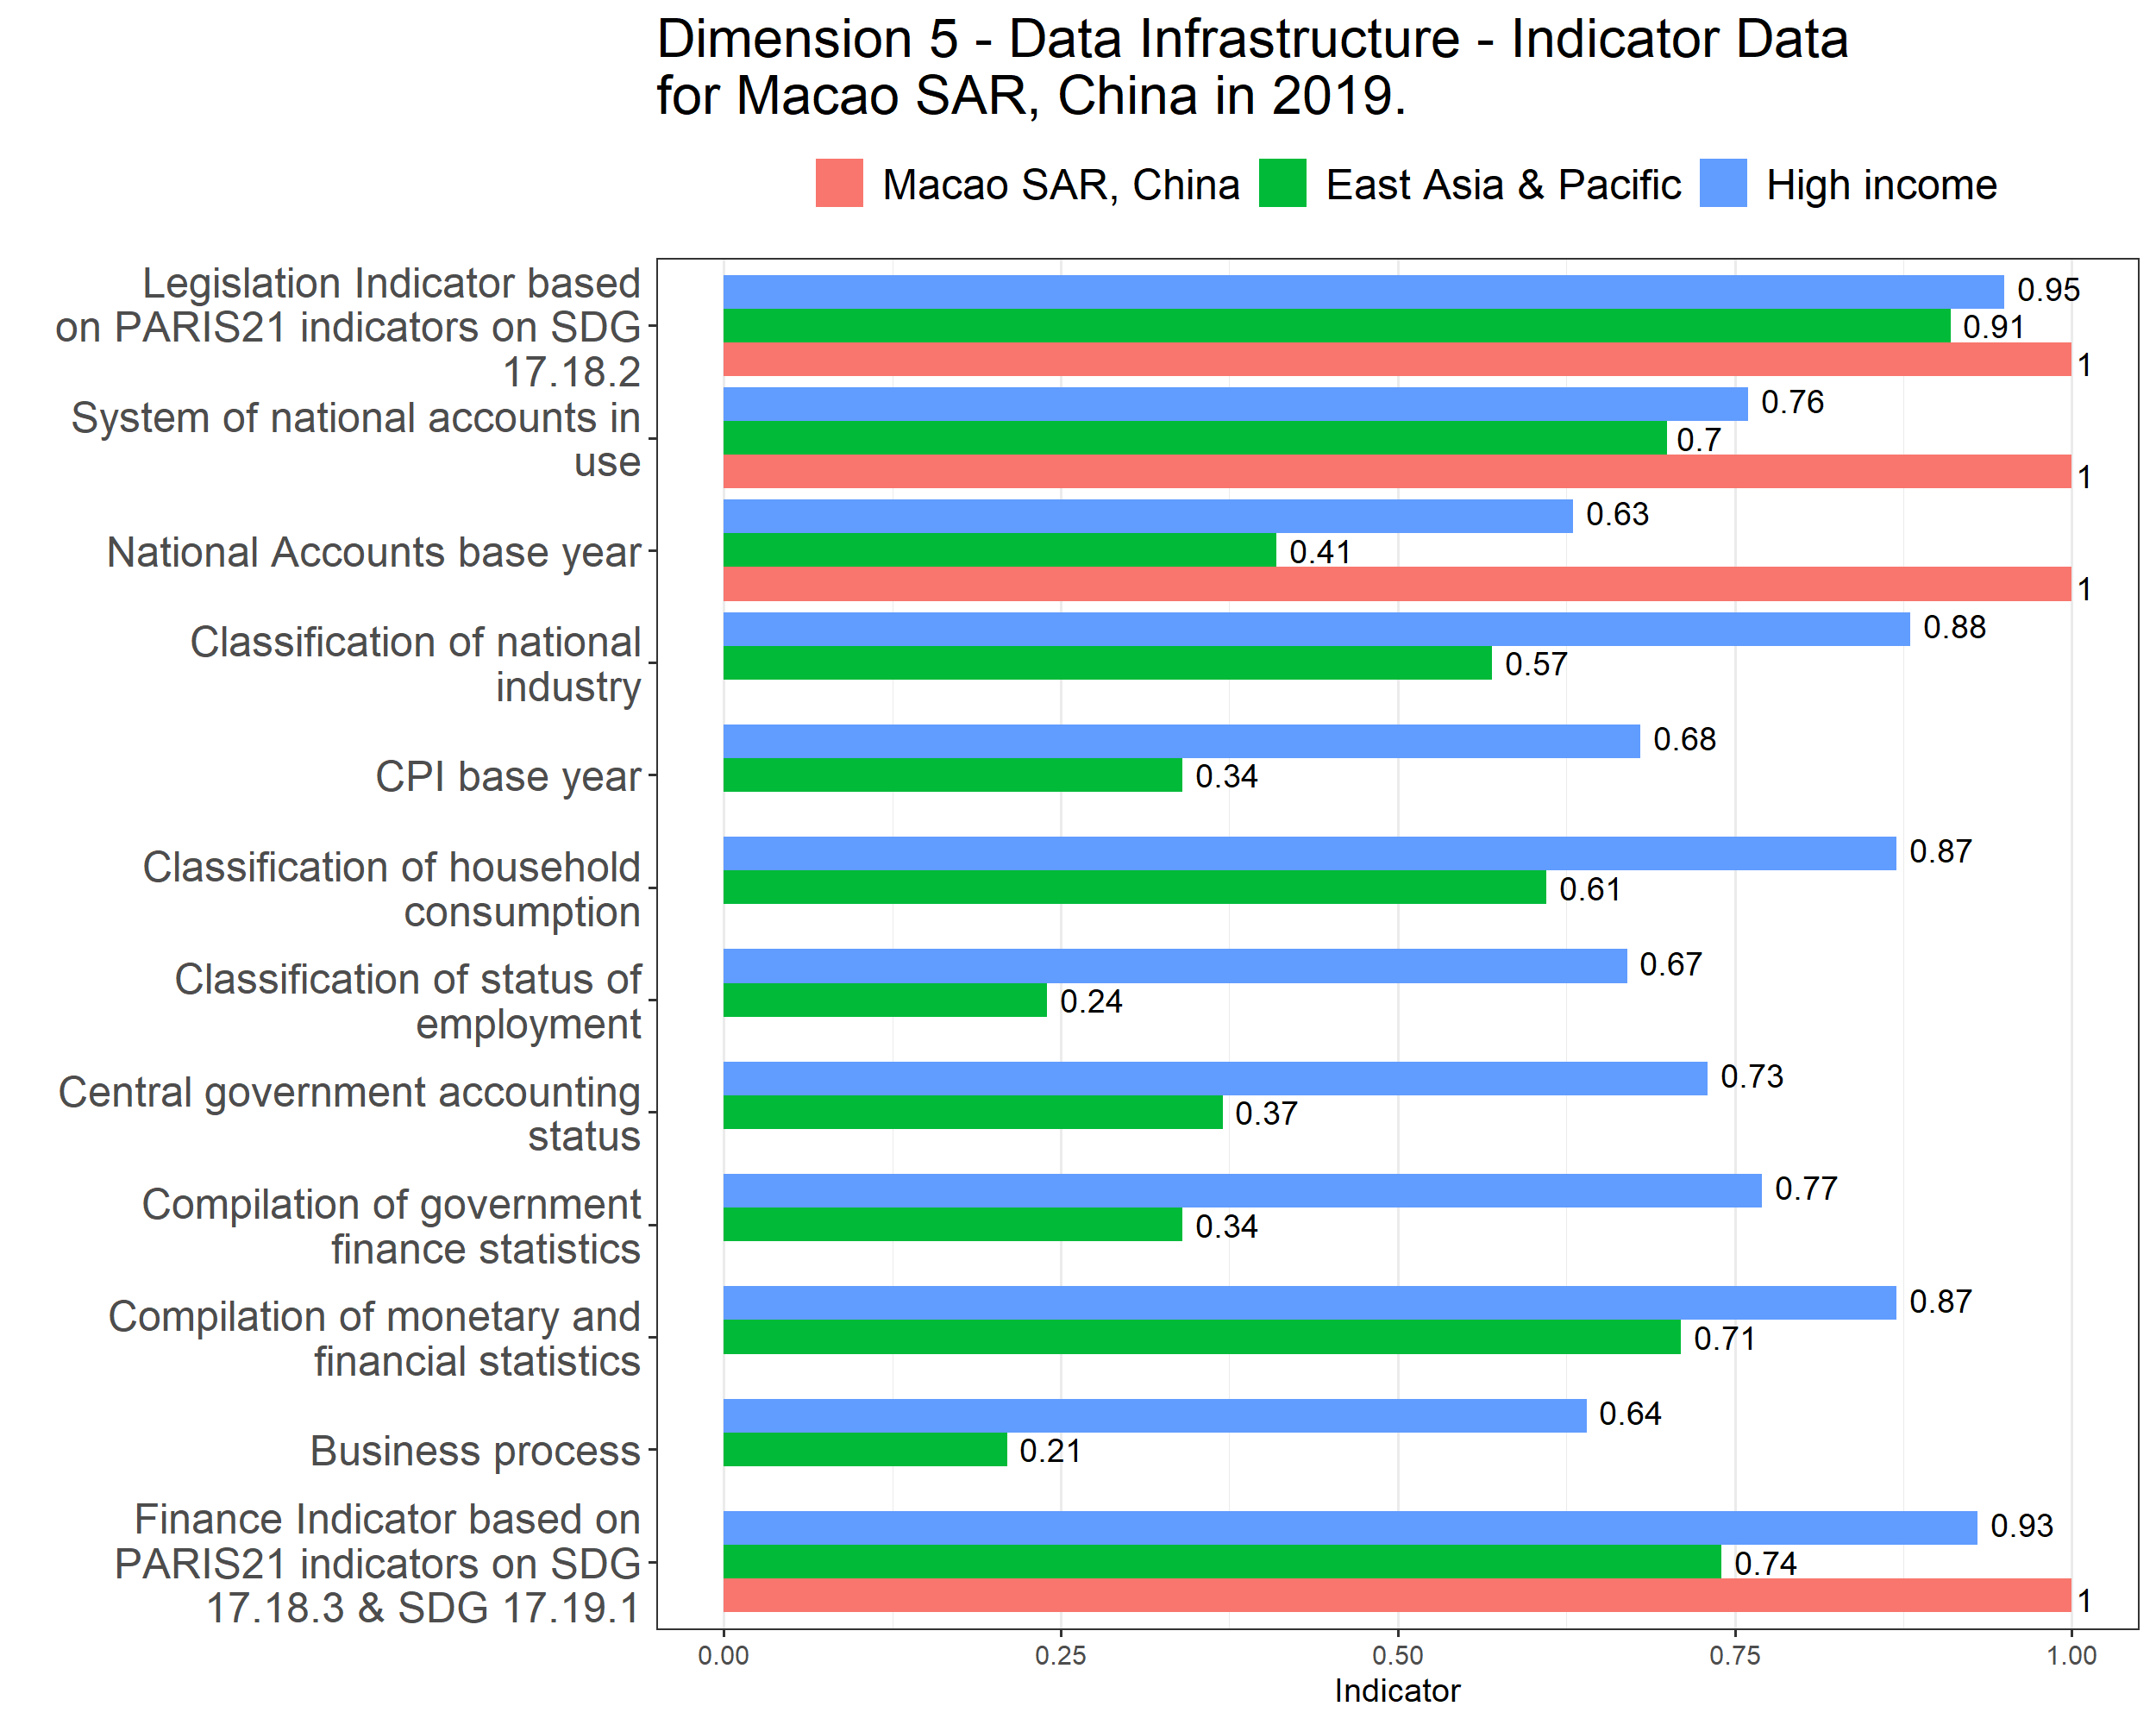 Dimension 5 - Data Infrastructure - Indicator Data
for Macao SAR, China in 2019.
Macao SAR, China
East Asia & Pacific
High income
Legislation Indicator based
on PARIS21 indicators on SDG
17.18.2
0.95
0.91
1
System of national accounts in
use
0.76
0.7
1
National Accounts base year
0.63
0.41
1
Classification of national
industry
0.88
0.57
CPI base year
0.68
0.34
Classification of household
consumption
0.87
0.61
Classification of status of
employment
0.67
0.24
Central government accounting
status
0.73
0.37
Compilation of government
finance statistics
0.77
0.34
Compilation of monetary and
financial statistics
0.87
0.71
Business process
0.64
0.21
Finance Indicator based on
PARIS21 indicators on SDG
17.18.3 & SDG 17.19.1
0.93
0.74
1
0.00
0.25
0.50
0.75
1.00
Indicator